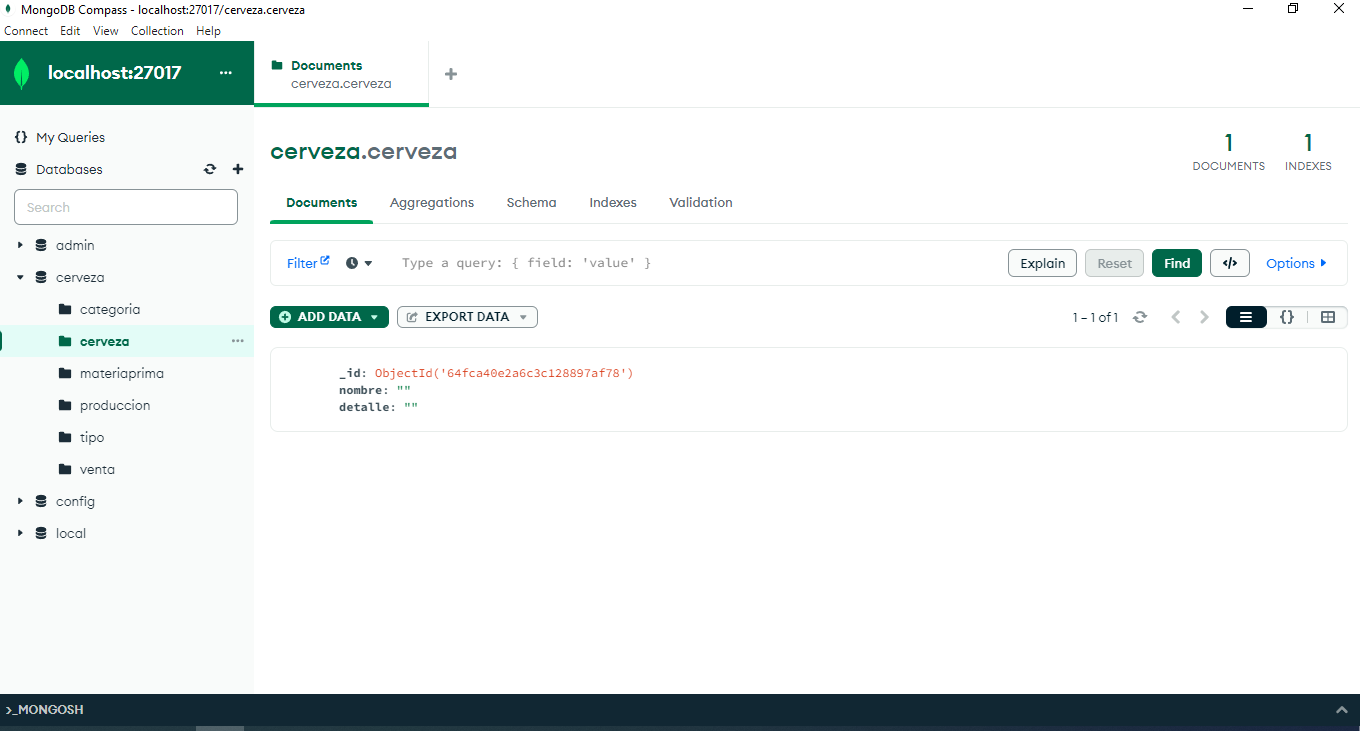 MongoDB Compass - localhost:27017/cerveza.cerveza
Connect Edit View Collection Help
localhost:27017
...
My Queries
Databases
Search
admin
cerveza
categoria
cerveza
materiaprima
produccion
tipo
venta
config
local
Documents
cerveza.cerveza
cerveza.cerveza
1
DOCUMENTS
1
INDEXES
Documents Aggregations Schema Indexes Validation
Filter Type a query: { field: 'value' } Explain Reset Find </> Options
ADD DATA EXPORT DATA 1 – 1 of 1 {}
_id: ObjectId('64fca40e2a6c3c128897af78')
nombre: ""
detalle: ""
>_MONGOSH